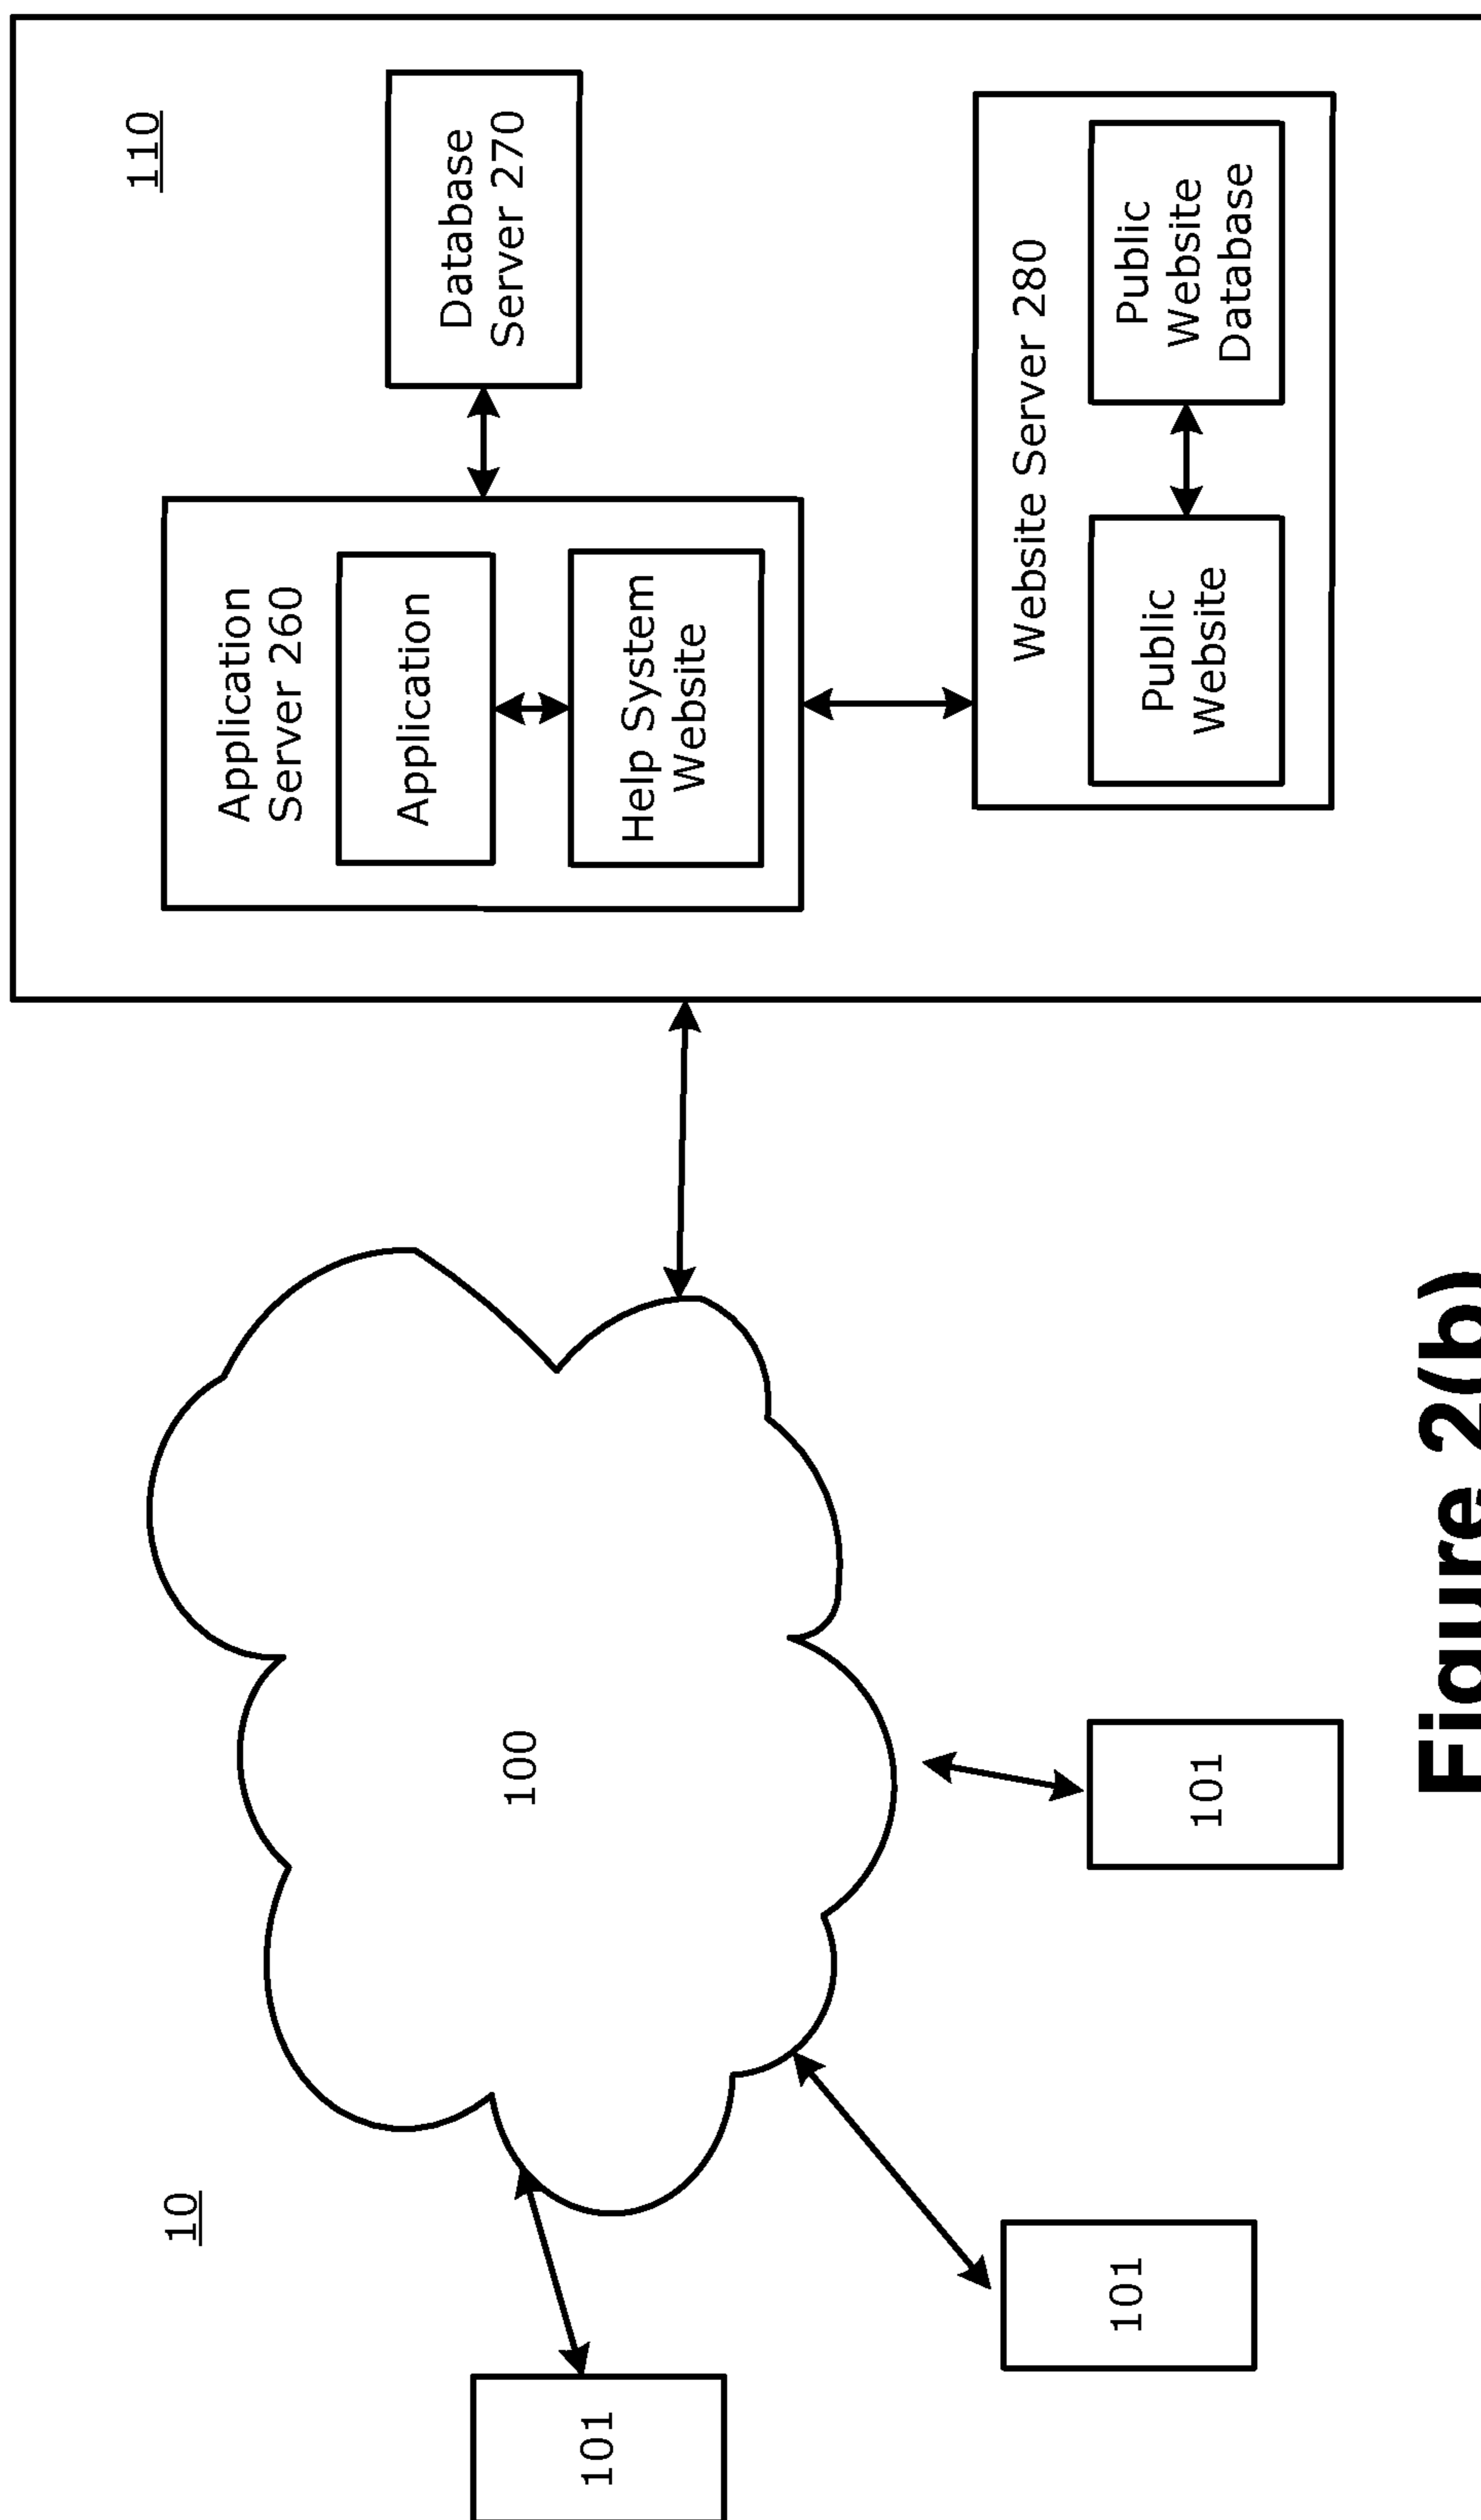 10
110
Application
Server 260
Database
Server 270
Application
Help System
Website
100
Website Server 280
Public
Website
Public
Website
Database
101
101
101
Figure 2(b)